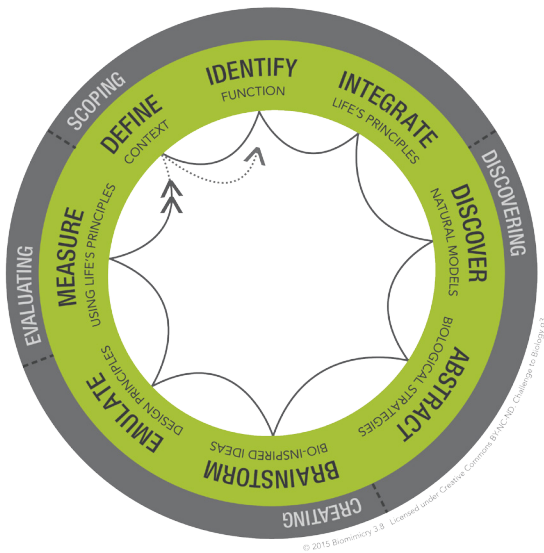 SCOPING
IDENTIFY
FUNCTION
INTEGRATE
LIFE'S PRINCIPLES
DISCOVERING
DISCOVER
NATURAL MODELS
ABSTRACT
BIOLOGICAL STRATEGIES
CREATING
BRAINSTORM
BIO-INSPIRED IDEAS
EMULATE
DESIGN PRINCIPLES
EVALUATING
MEASURE
USING LIFE'S PRINCIPLES
DEFINE
CONTEXT
© 2015 Biomimicry 3.8 . Licensed under Creative Commons BY-NC-ND. Challenge to Biology